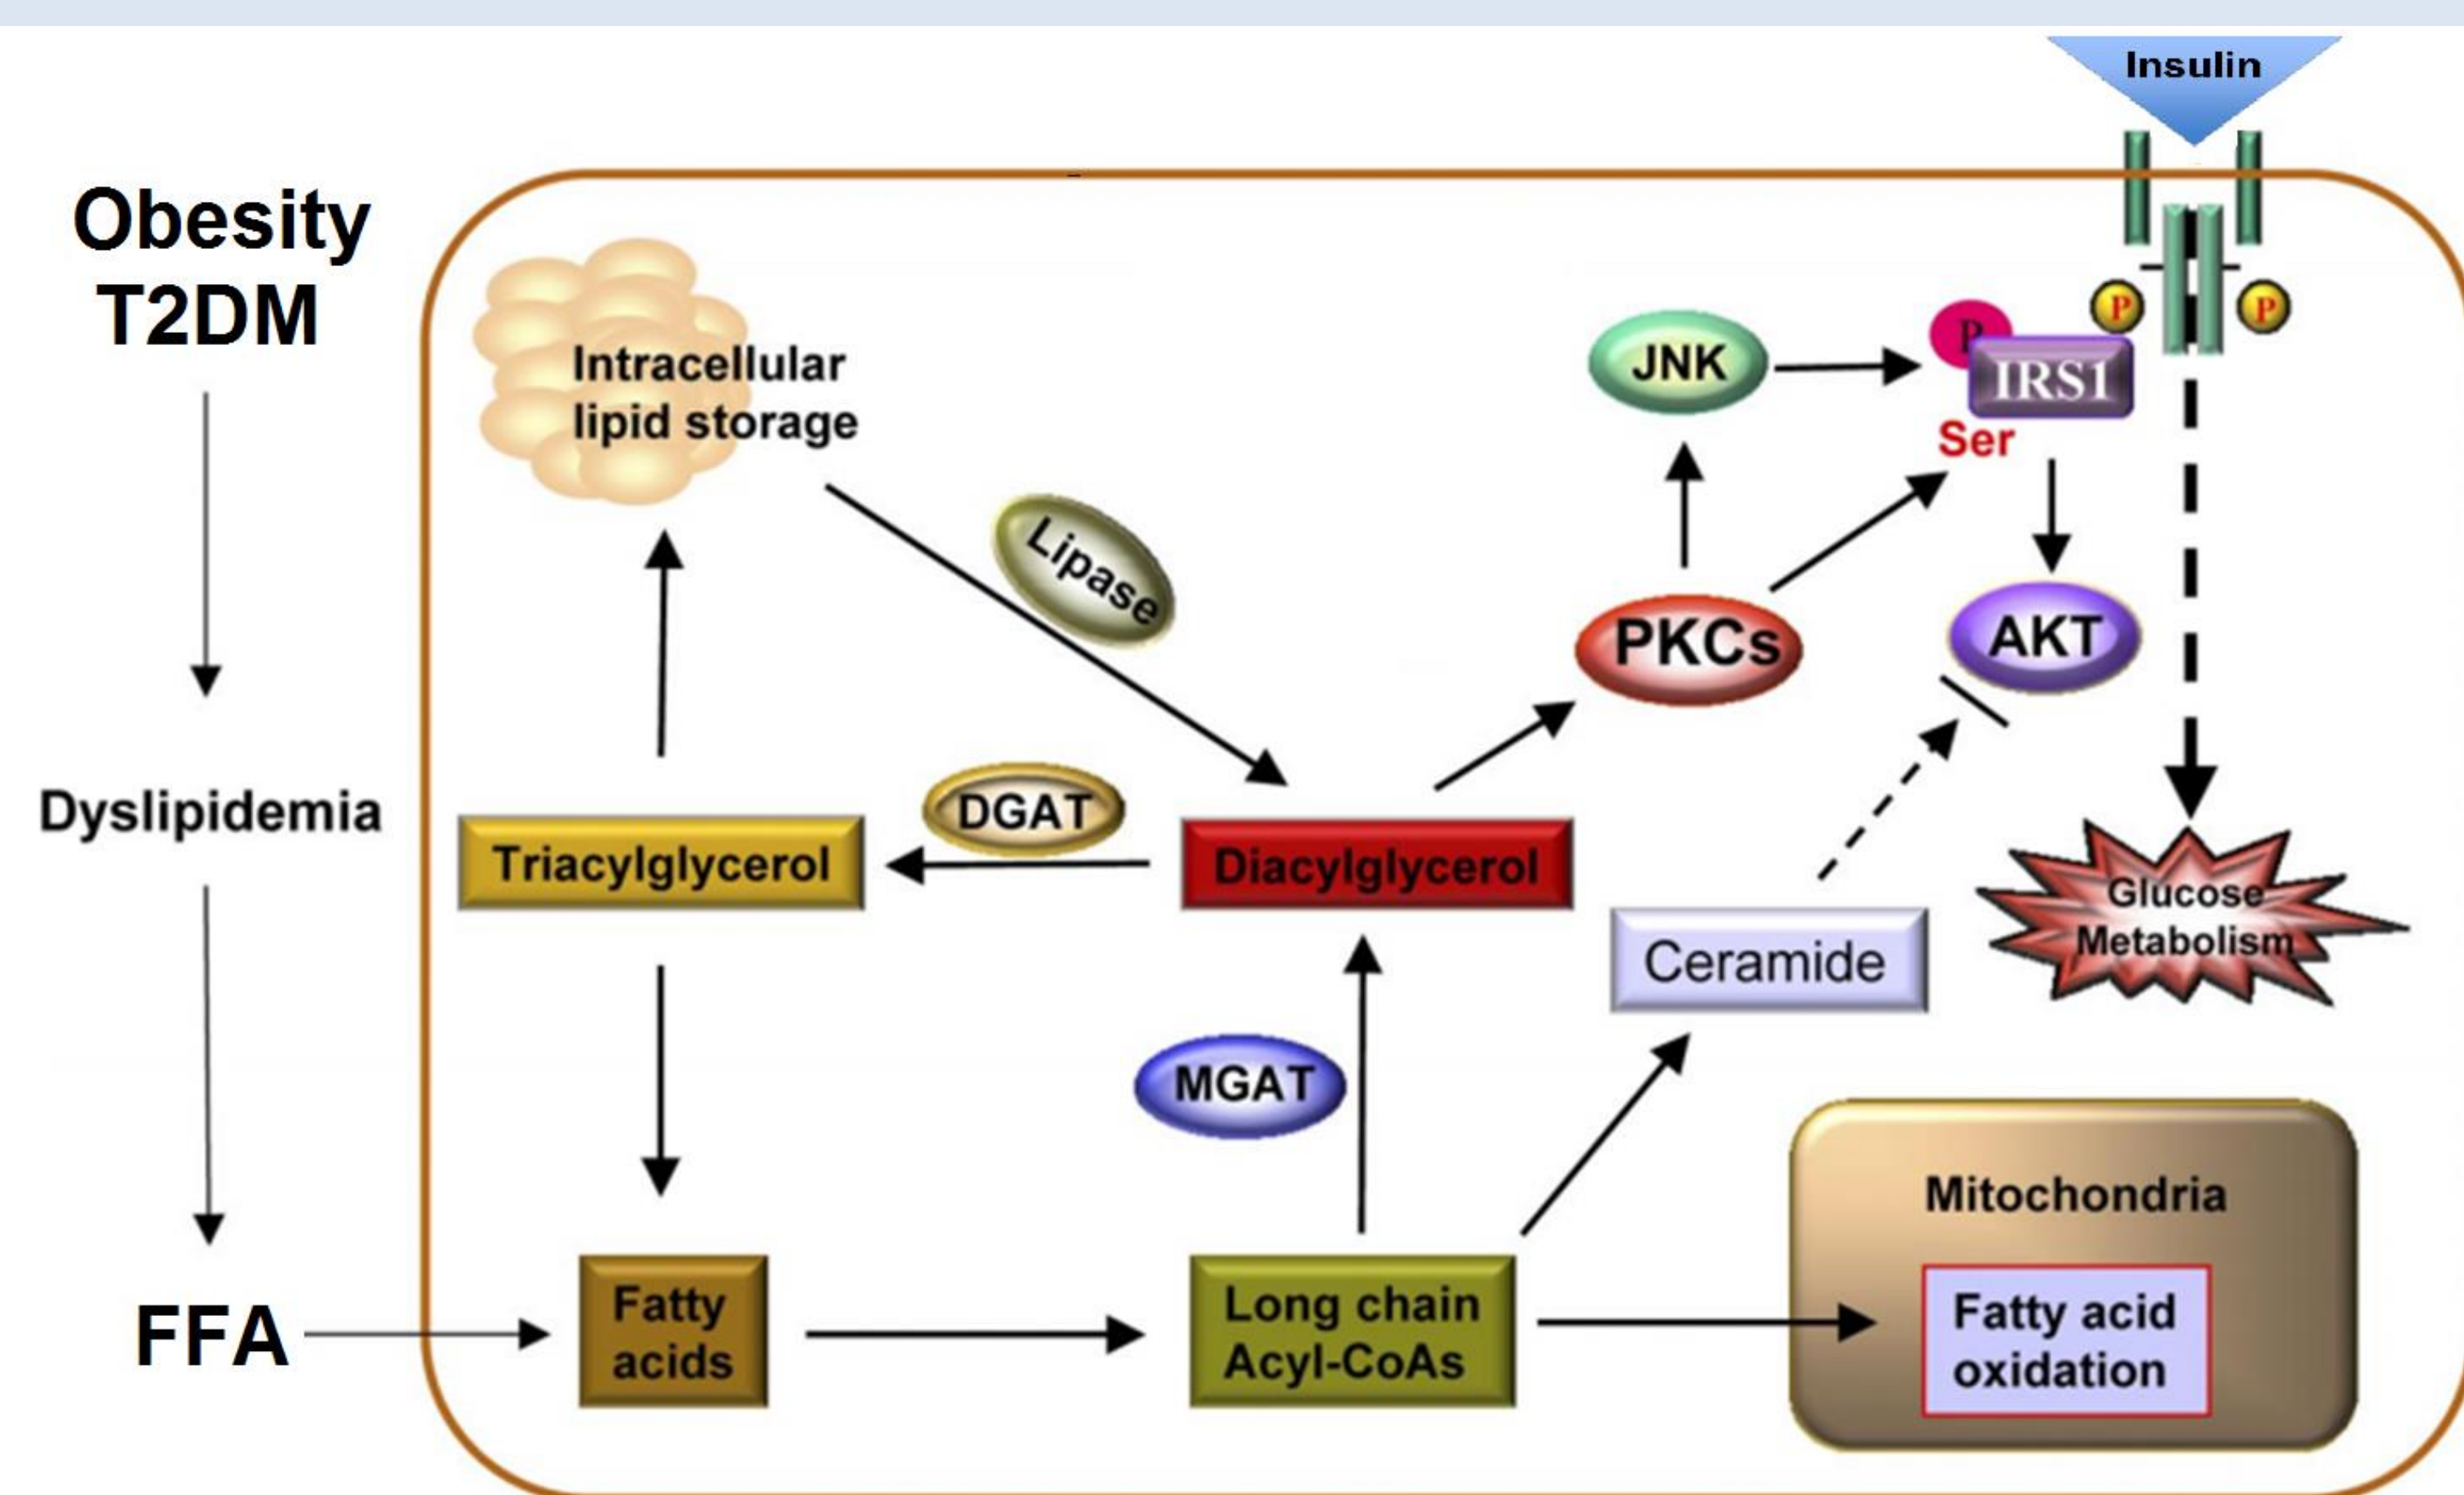 Insulin
Obesity
T2DM
Intracellular
lipid storage
JNK
P
IRS1
P
P
Ser
Lipase
PKCs
AKT
Dyslipidemia
Triacylglycerol
DGAT
Diacylglycerol
Ceramide
Glucose
Metabolism
MGAT
Mitochondria
FFA
Fatty
acids
Long chain
Acyl-CoAs
Fatty acid
oxidation